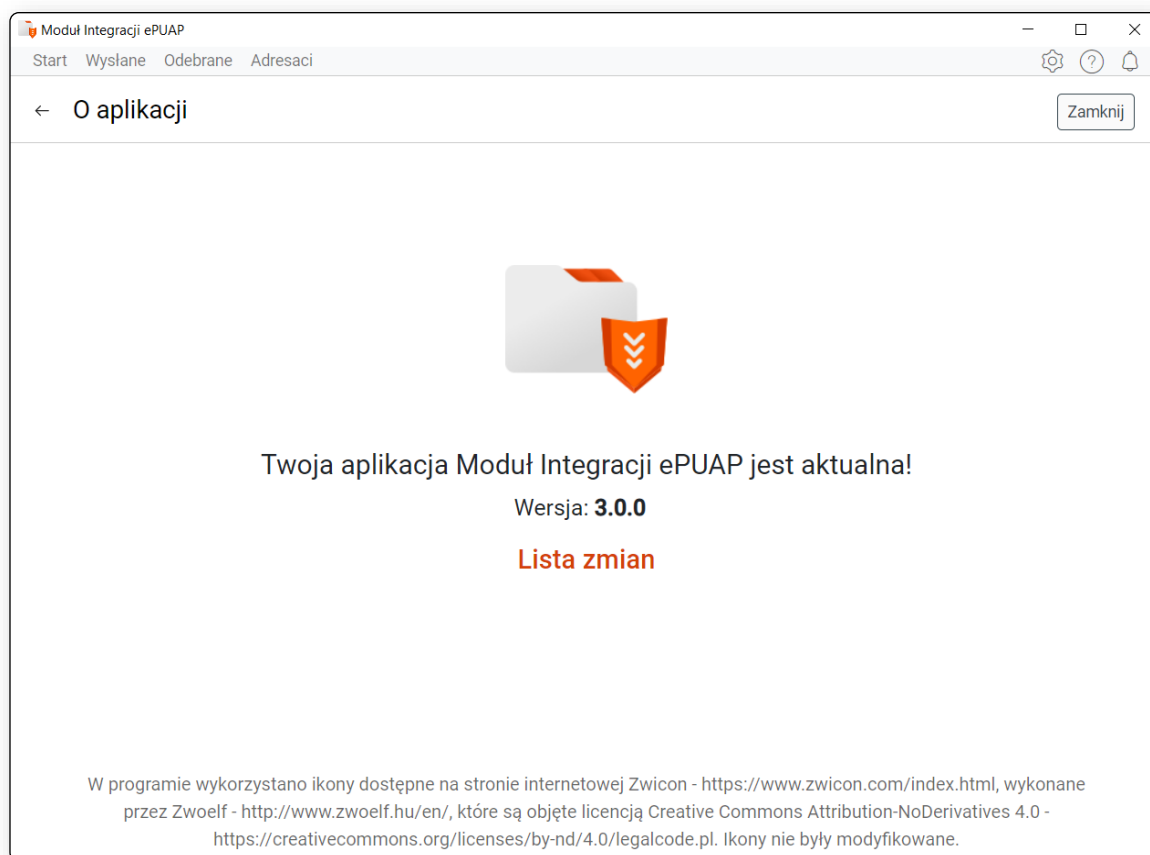 Moduł Integracji ePUAP
Start Wysłane Odebrane Adresaci
O aplikacji
Zamknij
Twoja aplikacja Moduł Integracji ePUAP jest aktualna!
Wersja: 3.0.0
Lista zmian
W programie wykorzystano ikony dostępne na stronie internetowej Zwicon - https://www.zwicon.com/index.html, wykonane
przez Zwoelf - http://www.zwoelf.hu/en/, które są objęte licencją Creative Commons Attribution-NoDerivatives 4.0 -
https://creativecommons.org/licenses/by-nd/4.0/legalcode.pl. Ikony nie były modyfikowane.